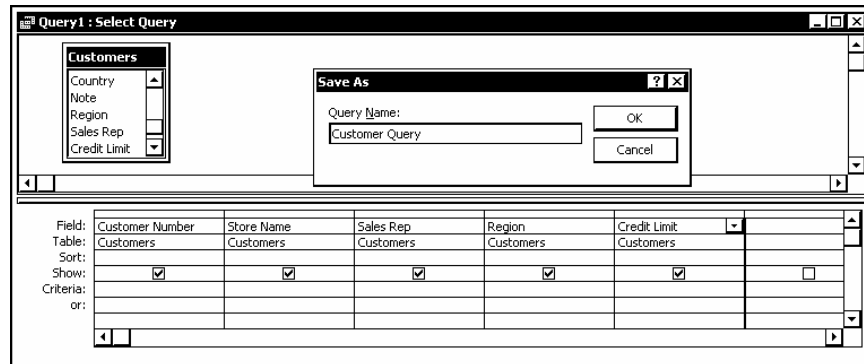 Query1 : Select Query
Customers
Country
Note
Region
Sales Rep
Credit Limit
Save As
Query Name:
Customer Query
OK
Cancel
Field: Customer Number Store Name Sales Rep Region Credit Limit
Table: Customers Customers Customers Customers Customers
Sort:
Show:
Criteria:
or: